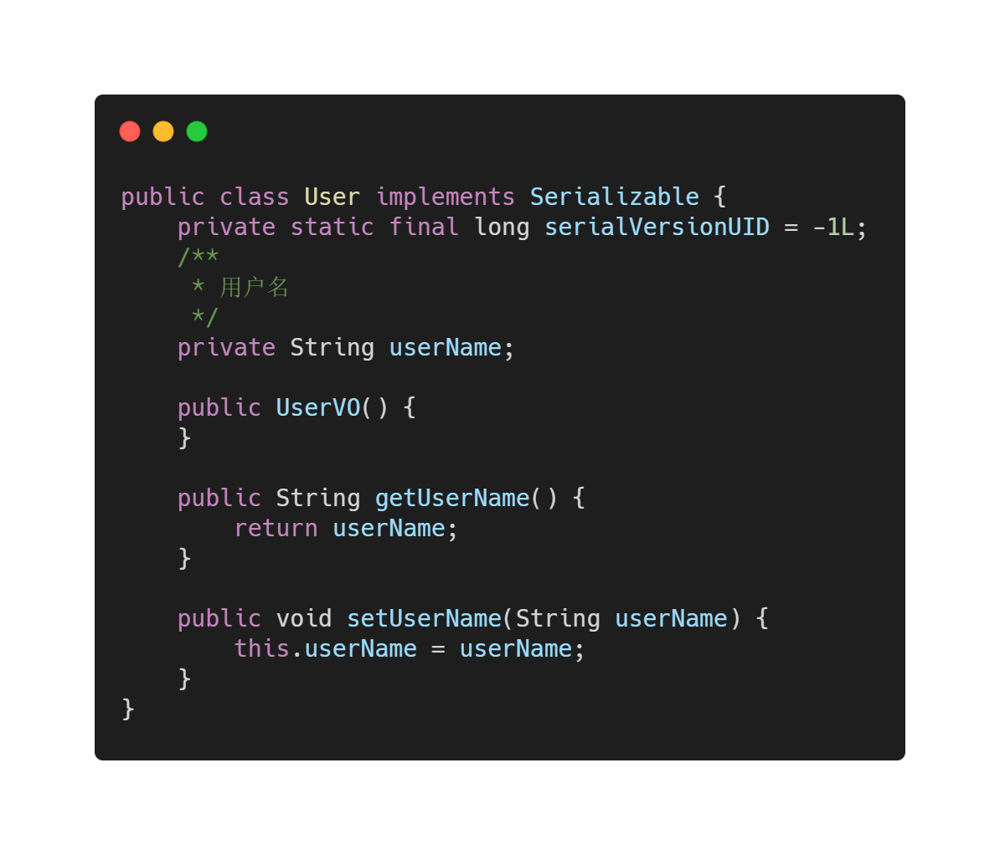 public class User implements Serializable {
    private static final long serialVersionUID = -1L;
    /**
     * 用户名
     */
    private String userName;

    public UserVO() {
    }

    public String getUserName() {
        return userName;
    }

    public void setUserName(String userName) {
        this.userName = userName;
    }
}